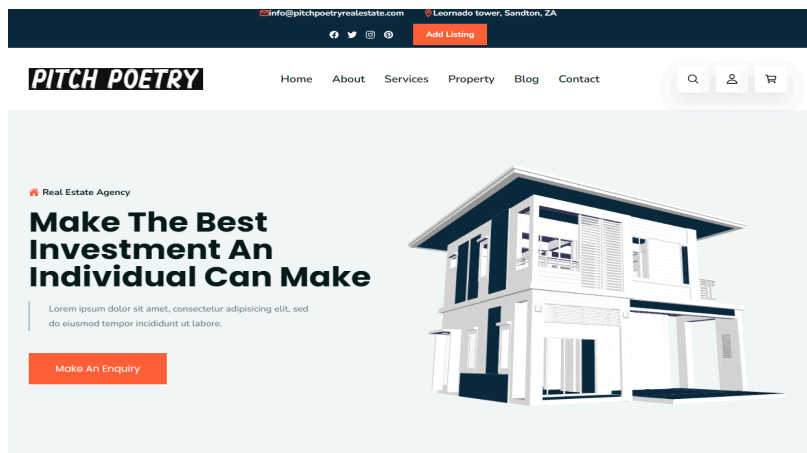 info@pitchpoetryrealestate.com Leornado tower, Sandton, ZA
Add Listing
PITCH POETRY Home About Services Property Blog Contact
Real Estate Agency
Make The Best
Investment An
Individual Can Make
Lorem ipsum dolor sit amet, consectetur adipisicing elit, sed
do eiusmod tempor incididunt ut labore.
Make An Enquiry